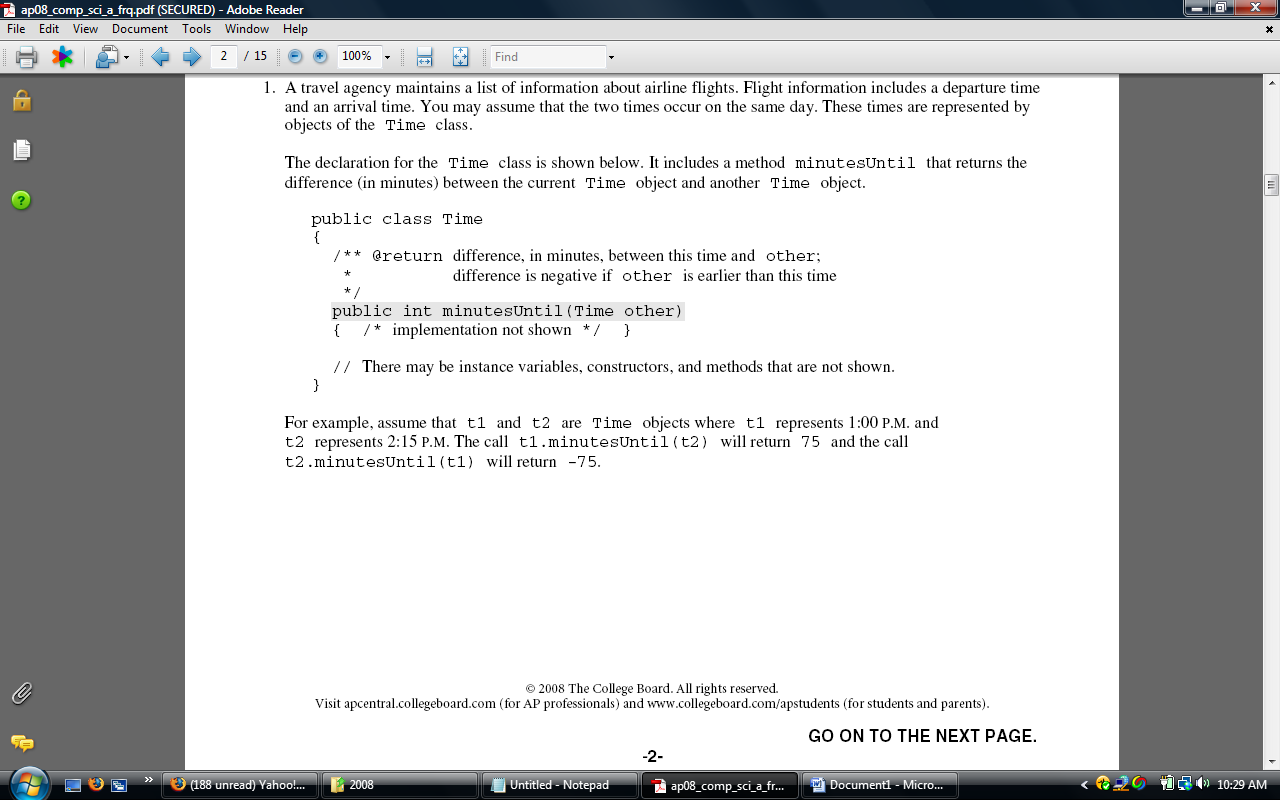 ap08_comp_sci_a_frq.pdf (SECURED) - Adobe Reader
File Edit View Document Tools Window Help
2 / 15 100% Find
1. A travel agency maintains a list of information about airline flights. Flight information includes a departure time
and an arrival time. You may assume that the two times occur on the same day. These times are represented by
objects of the Time class.
The declaration for the Time class is shown below. It includes a method minutesUntil that returns the
difference (in minutes) between the current Time object and another Time object.
public class Time
{
/** @return difference, in minutes, between this time and other;
* difference is negative if other is earlier than this time
*/
public int minutesUntil(Time other)
{ /* implementation not shown */ }
// There may be instance variables, constructors, and methods that are not shown.
}
For example, assume that t1 and t2 are Time objects where t1 represents 1:00 P.M. and
t2 represents 2:15 P.M. The call t1.minutesUntil(t2) will return 75 and the call
t2.minutesUntil(t1) will return -75.
© 2008 The College Board. All rights reserved.
Visit apcentral.collegeboard.com (for AP professionals) and www.collegeboard.com/apstudents (for students and parents).
GO ON TO THE NEXT PAGE.
-2-
(188 unread) Yahoo!... 2008 Untitled - Notepad ap08_comp_sci_a_fr... Document1 - Micro... 10:29 AM